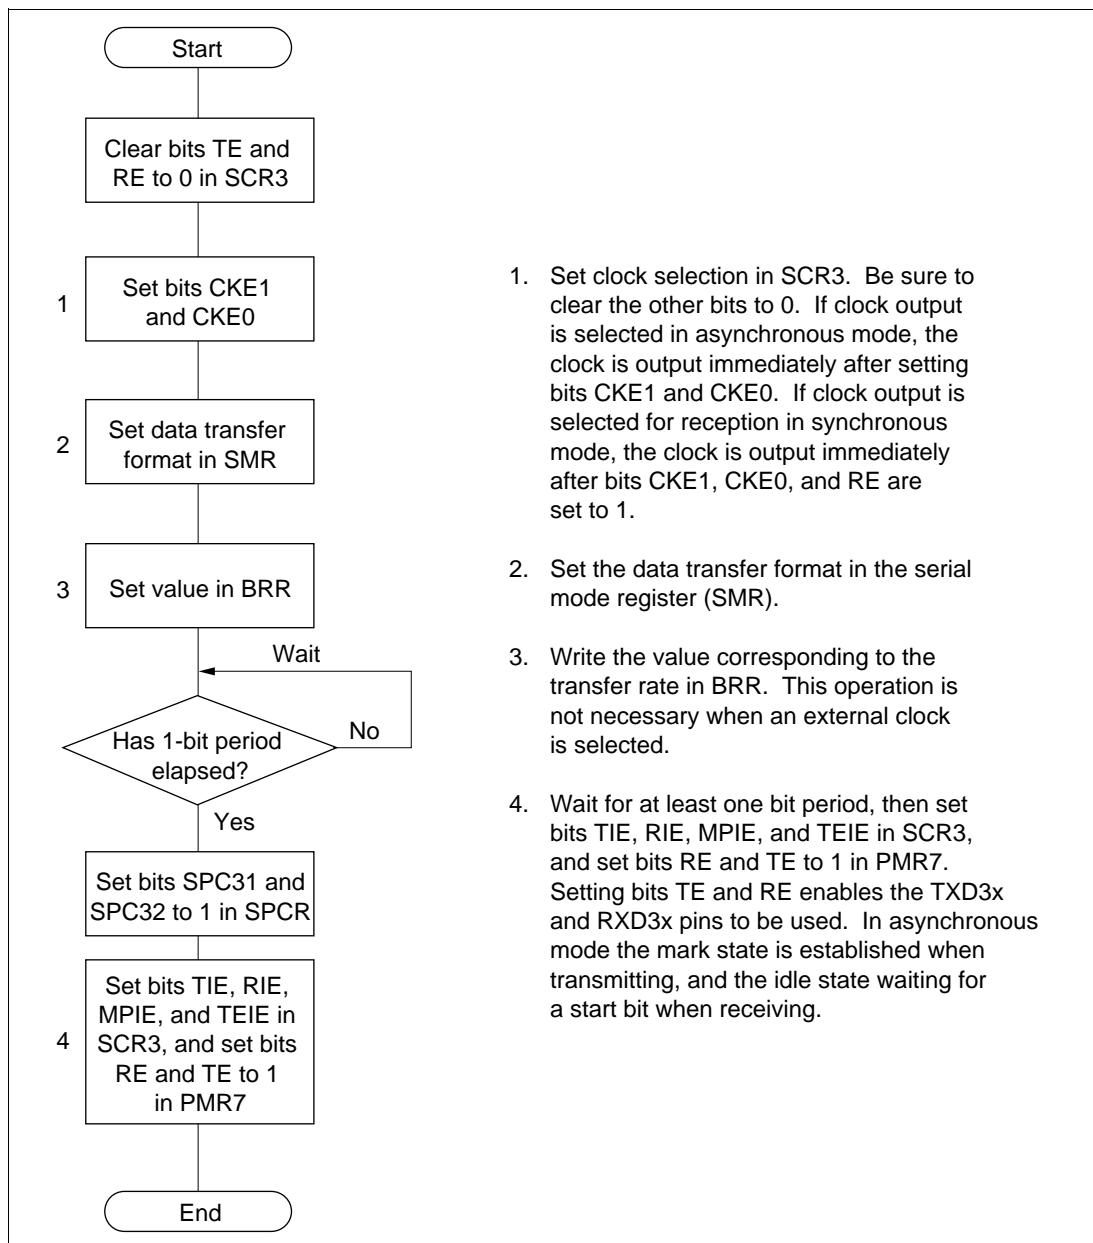 Start
Clear bits TE and
RE to 0 in SCR3
1
Set bits CKE1
and CKE0
2
Set data transfer
format in SMR
3
Set value in BRR
Wait
Has 1-bit period
elapsed?
No
Yes
Set bits SPC31 and
SPC32 to 1 in SPCR
4
Set bits TIE, RIE,
MPIE, and TEIE in
SCR3, and set bits
RE and TE to 1
in PMR7
End
1. Set clock selection in SCR3. Be sure to
clear the other bits to 0. If clock output
is selected in asynchronous mode, the
clock is output immediately after setting
bits CKE1 and CKE0. If clock output is
selected for reception in synchronous
mode, the clock is output immediately
after bits CKE1, CKE0, and RE are
set to 1.
2. Set the data transfer format in the serial
mode register (SMR).
3. Write the value corresponding to the
transfer rate in BRR. This operation is
not necessary when an external clock
is selected.
4. Wait for at least one bit period, then set
bits TIE, RIE, MPIE, and TEIE in SCR3,
and set bits RE and TE to 1 in PMR7.
Setting bits TE and RE enables the TXD3x
and RXD3x pins to be used. In asynchronous
mode the mark state is established when
transmitting, and the idle state waiting for
a start bit when receiving.